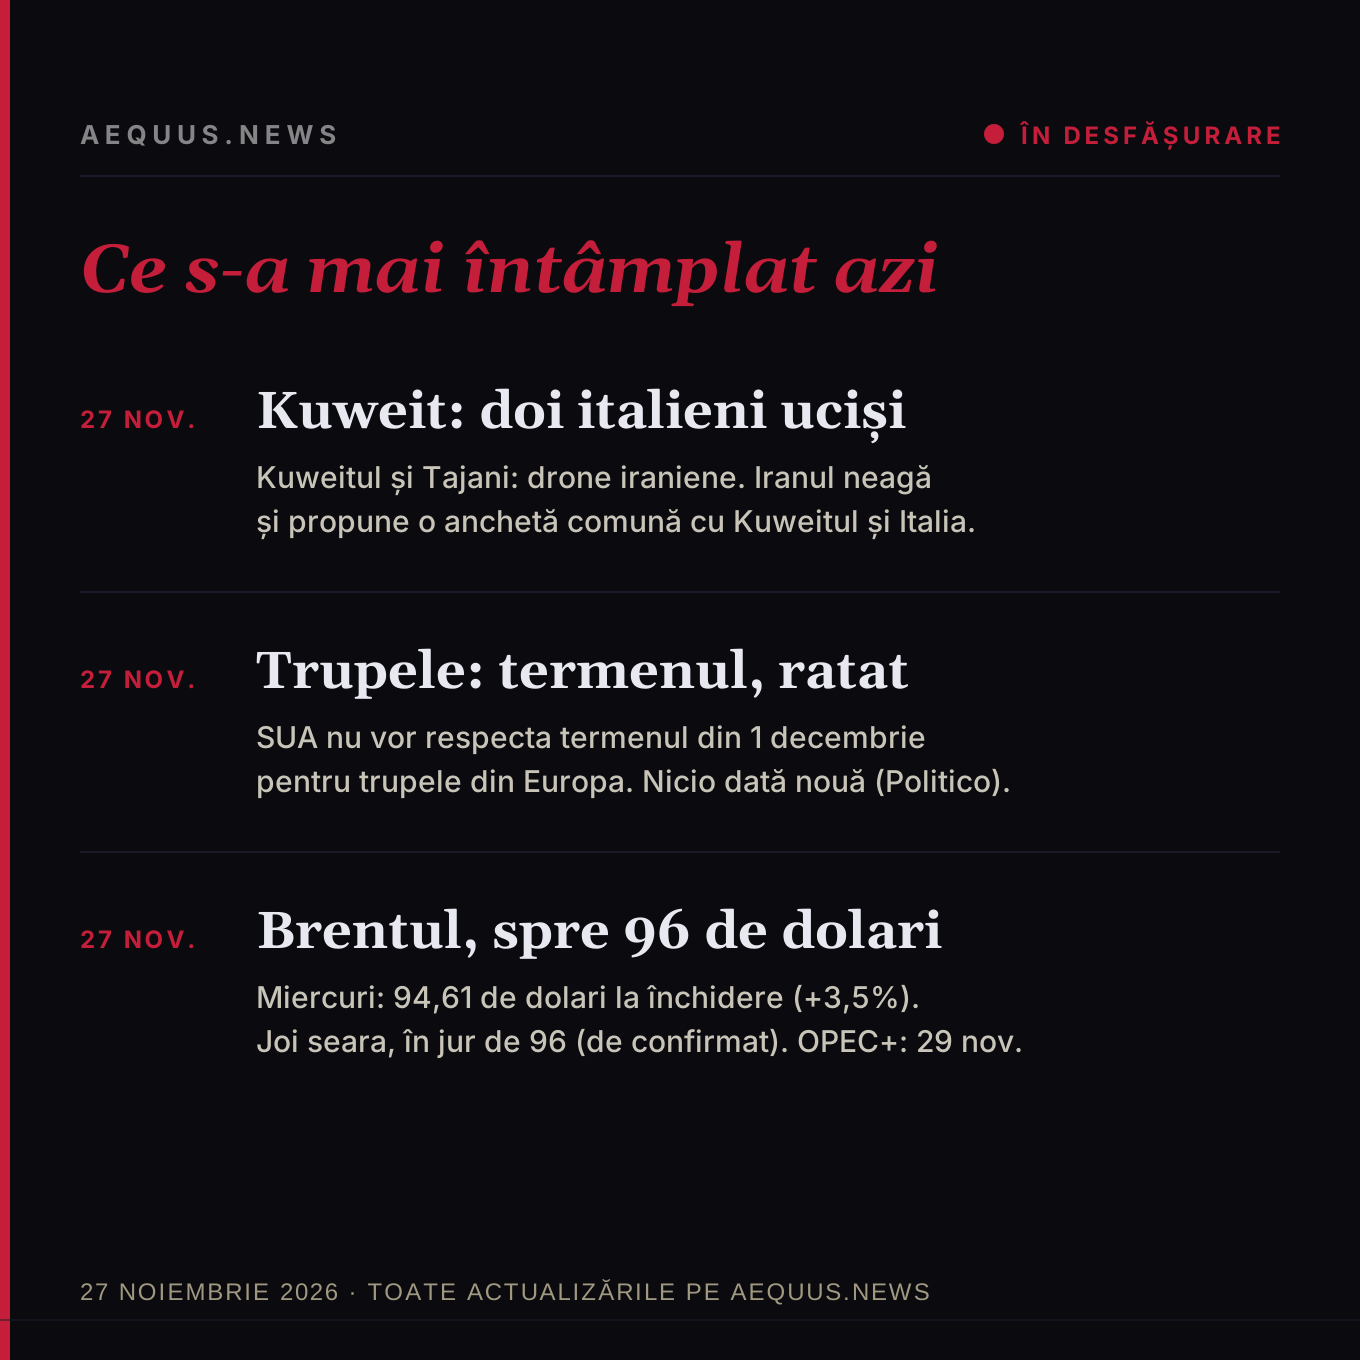 AEQUUS.NEWS
ÎN DESFĂȘURARE
Ce s-a mai întâmplat azi
27 NOV.
Kuweit: doi italieni uciși
Kuweitul și Tajani: drone iraniene. Iranul neagă
și propune o anchetă comună cu Kuweitul și Italia.
27 NOV.
Trupele: termenul, ratat
SUA nu vor respecta termenul din 1 decembrie
pentru trupele din Europa. Nicio dată nouă (Politico).
27 NOV.
Brentul, spre 96 de dolari
Miercuri: 94,61 de dolari la închidere (+3,5%).
Joi seara, în jur de 96 (de confirmat). OPEC+: 29 nov.
27 NOIEMBRIE 2026 · TOATE ACTUALIZĂRILE PE AEQUUS.NEWS